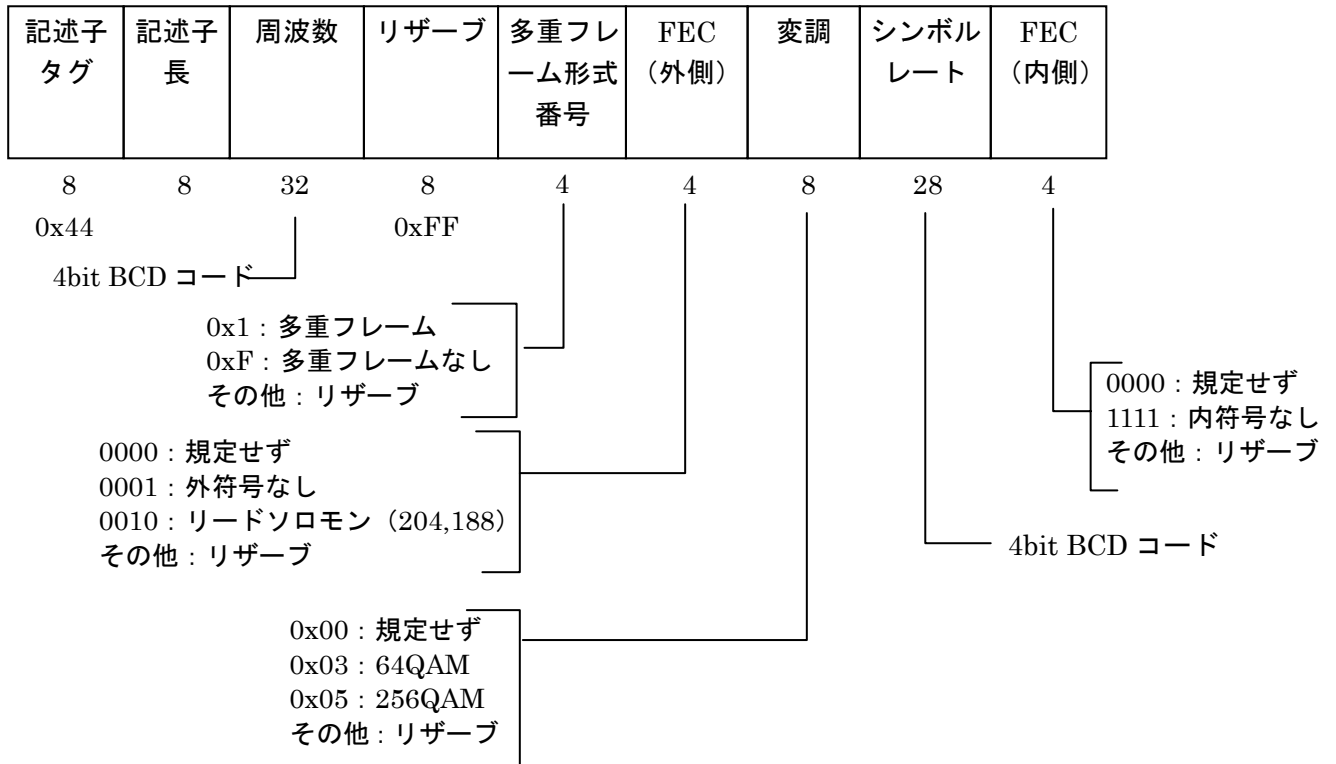 記述子 記述子 周波数 リザーブ 多重フレ FEC 変調 シンボル FEC
タグ 長 ーム形式 (外側) レート (内側)
番号
8 8 32 8 4 4 8 28 4
0x44 0xFF
4bit BCD コード
0x1：多重フレーム
0xF：多重フレームなし
その他：リザーブ
0000：規定せず
1111：内符号なし
その他：リザーブ
0000：規定せず
0001：外符号なし
0010：リードソロモン（204,188）
その他：リザーブ
4bit BCD コード
0x00：規定せず
0x03：64QAM
0x05：256QAM
その他：リザーブ